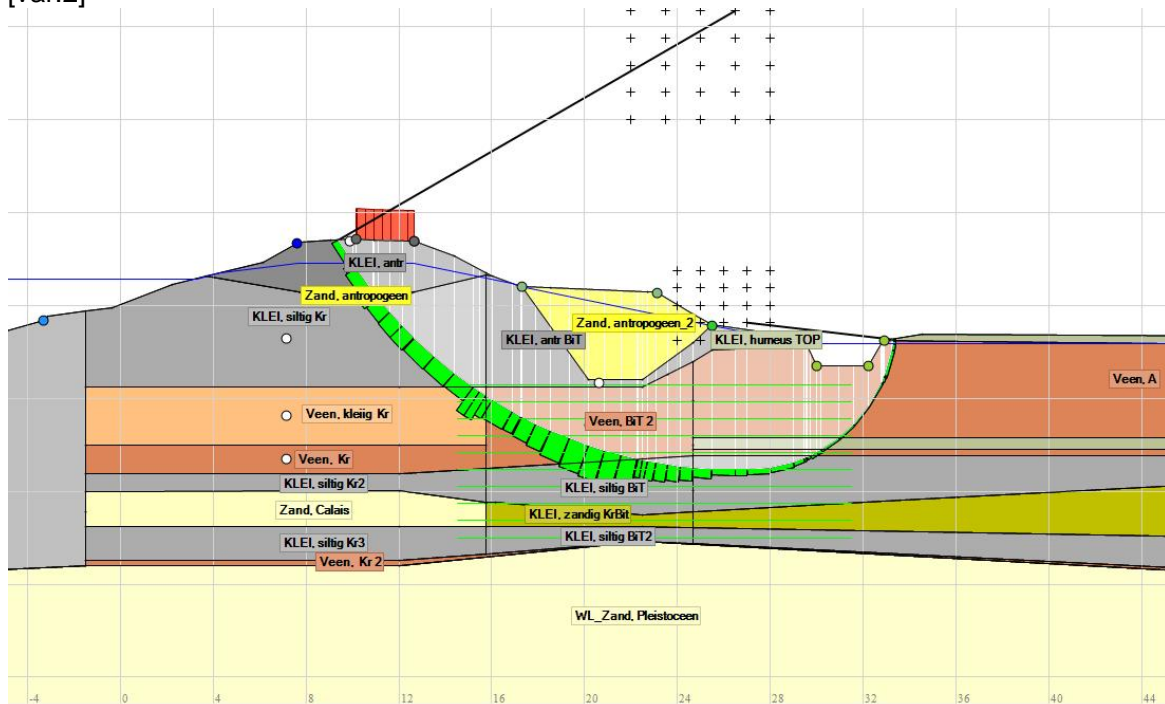 KLEI, antr
Zand, antropogeen
KLEI, siltig Kr
Zand, antropogeen_2
KLEI, antr BiT
KLEI, humeus TOP
Veen, A
Veen, kleiig Kr
Veen, BiT 2
Veen, Kr
KLEI, siltig Kr2
KLEI, siltig BiT
Zand, Calais
KLEI, zandig KrBit
KLEI, siltig Kr3
KLEI, siltig BiT2
Veen, Kr 2
WL_Zand, Pleistoceen
-4 0 4 8 12 16 20 24 28 32 36 40 44